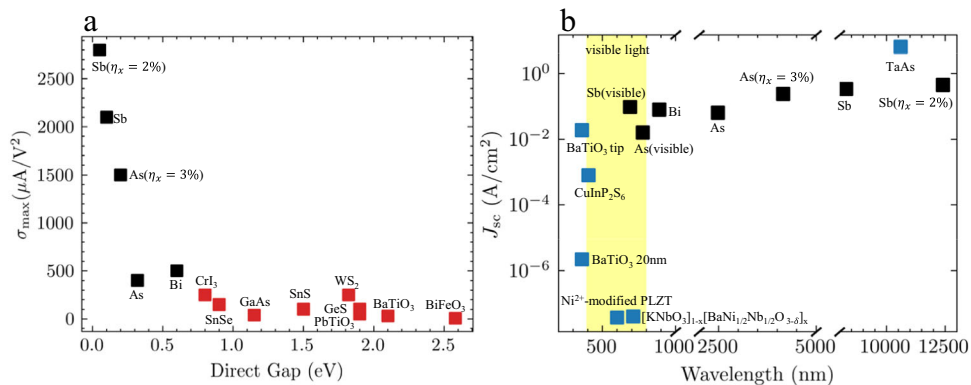 a
2500
2000
1500
1000
500
0
σmax(μA/V²)
Sb(ηx = 2%)
Sb
As(ηx = 3%)
As
Bi
CrI₃
SnSe
GaAs
SnS
WS₂
GeS
PbTiO₃
BaTiO₃
BiFeO₃
0.0 0.5 1.0 1.5 2.0 2.5
Direct Gap (eV)
b
visible light
10⁰
10⁻²
10⁻⁴
10⁻⁶
Jsc (A/cm²)
TaAs
As(ηx = 3%)
Sb(visible)
Bi
As
Sb
Sb(ηx = 2%)
BaTiO₃ tip
As(visible)
CuInP₂S₆
BaTiO₃ 20nm
Ni²⁺-modified PLZT
[KNbO₃]₁₋ₓ[BaNi₁/₂Nb₁/₂O₃₋δ]ₓ
500 1000 2500 5000 10000 12500
Wavelength (nm)